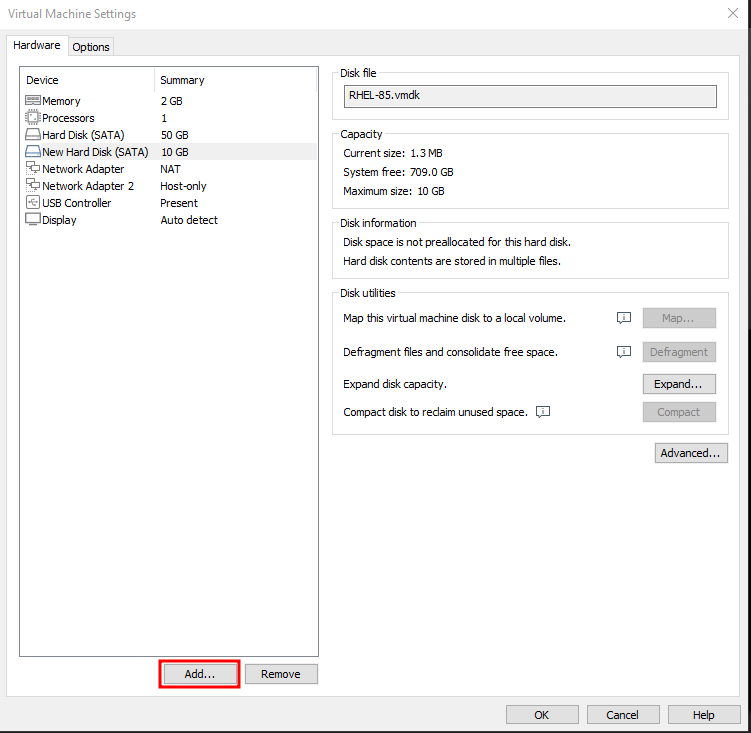 Virtual Machine Settings
Hardware Options
Device Summary
Memory 2 GB
Processors 1
Hard Disk (SATA) 50 GB
New Hard Disk (SATA) 10 GB
Network Adapter NAT
Network Adapter 2 Host-only
USB Controller Present
Display Auto detect
Add... Remove
Disk file
RHEL-85.vmdk
Capacity
Current size: 1.3 MB
System free: 709.0 GB
Maximum size: 10 GB
Disk information
Disk space is not preallocated for this hard disk.
Hard disk contents are stored in multiple files.
Disk utilities
Map this virtual machine disk to a local volume. Map...
Defragment files and consolidate free space. Defragment
Expand disk capacity. Expand...
Compact disk to reclaim unused space. Compact
Advanced...
OK Cancel Help